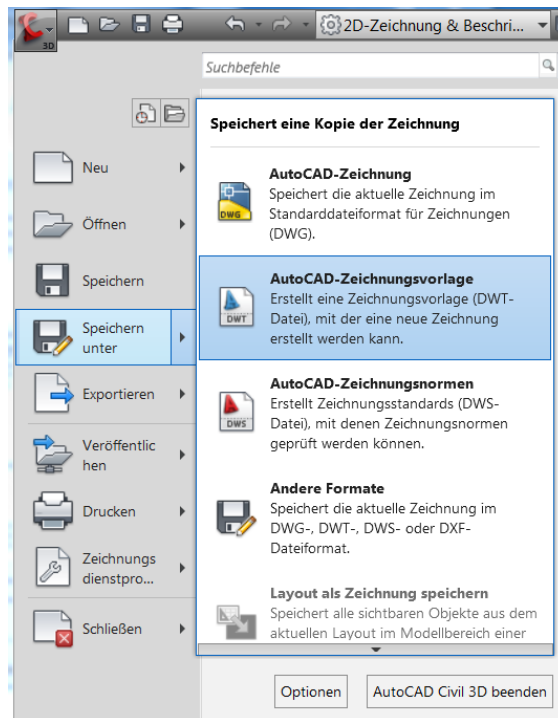 3D
2D-Zeichnung & Beschri...
Suchbefehle
Speichert eine Kopie der Zeichnung
Neu
Öffnen
Speichern
Speichern
unter
Exportieren
Veröffentlic
hen
Drucken
Zeichnungs
dienstpro...
Schließen
AutoCAD-Zeichnung
Speichert die aktuelle Zeichnung im
Standarddateiformat für Zeichnungen
(DWG).
DWG
AutoCAD-Zeichnungsvorlage
Erstellt eine Zeichnungsvorlage (DWT-
Datei), mit der eine neue Zeichnung
erstellt werden kann.
DWT
AutoCAD-Zeichnungsnormen
Erstellt Zeichnungsstandards (DWS-
Datei), mit denen Zeichnungsnormen
geprüft werden können.
DWS
Andere Formate
Speichert die aktuelle Zeichnung im
DWG-, DWT-, DWS- oder DXF-
Dateiformat.
Layout als Zeichnung speichern
Speichert alle sichtbaren Objekte aus dem
aktuellen Layout im Modellbereich einer
Optionen
AutoCAD Civil 3D beenden